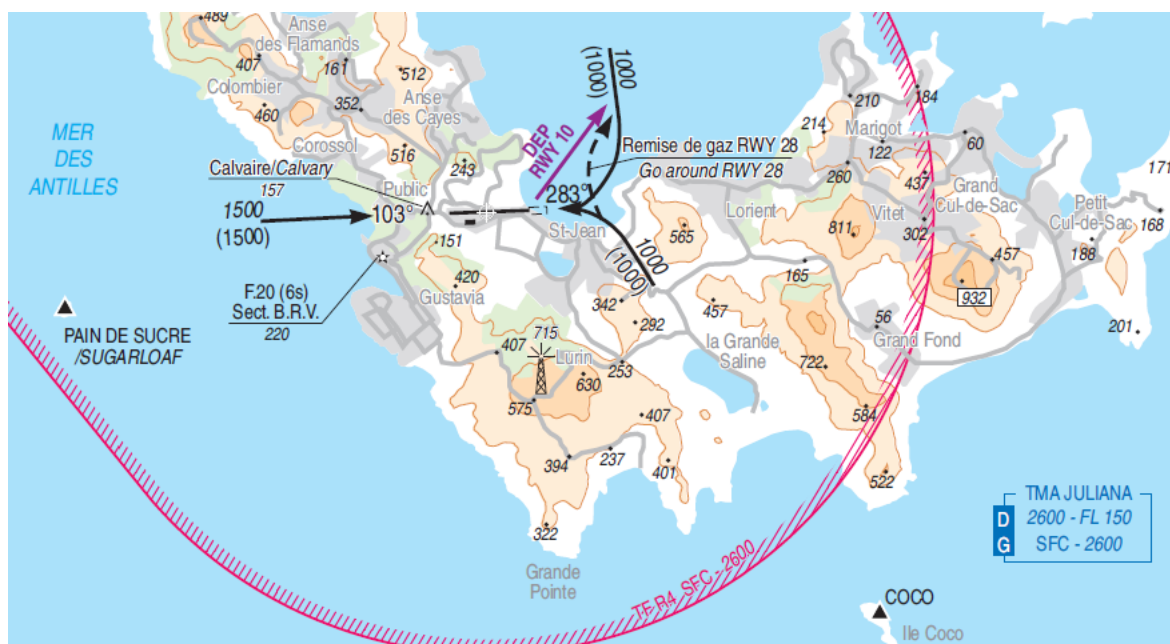 489
Anse
des Flamands
407
161
512
Colombier
352
Anse
des Cayes
460
Corossol
516
243
MER
DES
ANTILLES
Calvaire/Calvary
157
Public
1500
(1500)
103°
DEP
RWY 10
1000
(1000)
Remise de gaz RWY 28
Go around RWY 28
283°
St-Jean
1000
(1000)
210
184
214
Marigot
122
60
260
437
Grand
Cul-de-Sac
171
Lorient
Vitet
Petit
Cul-de-Sac
168
565
811
302
457
188
932
201
151
F.20 (6s)
Sect. B.R.V.
220
420
Gustavia
165
342
292
457
56
la Grande
Saline
Grand Fond
PAIN DE SUCRE
/SUGARLOAF
407
715
Lurin
253
630
575
722
584
407
394
237
401
522
322
Grande
Pointe
TF R4 SFC - 2600
TMA JULIANA
D 2600 - FL 150
G SFC - 2600
COCO
Ile Coco